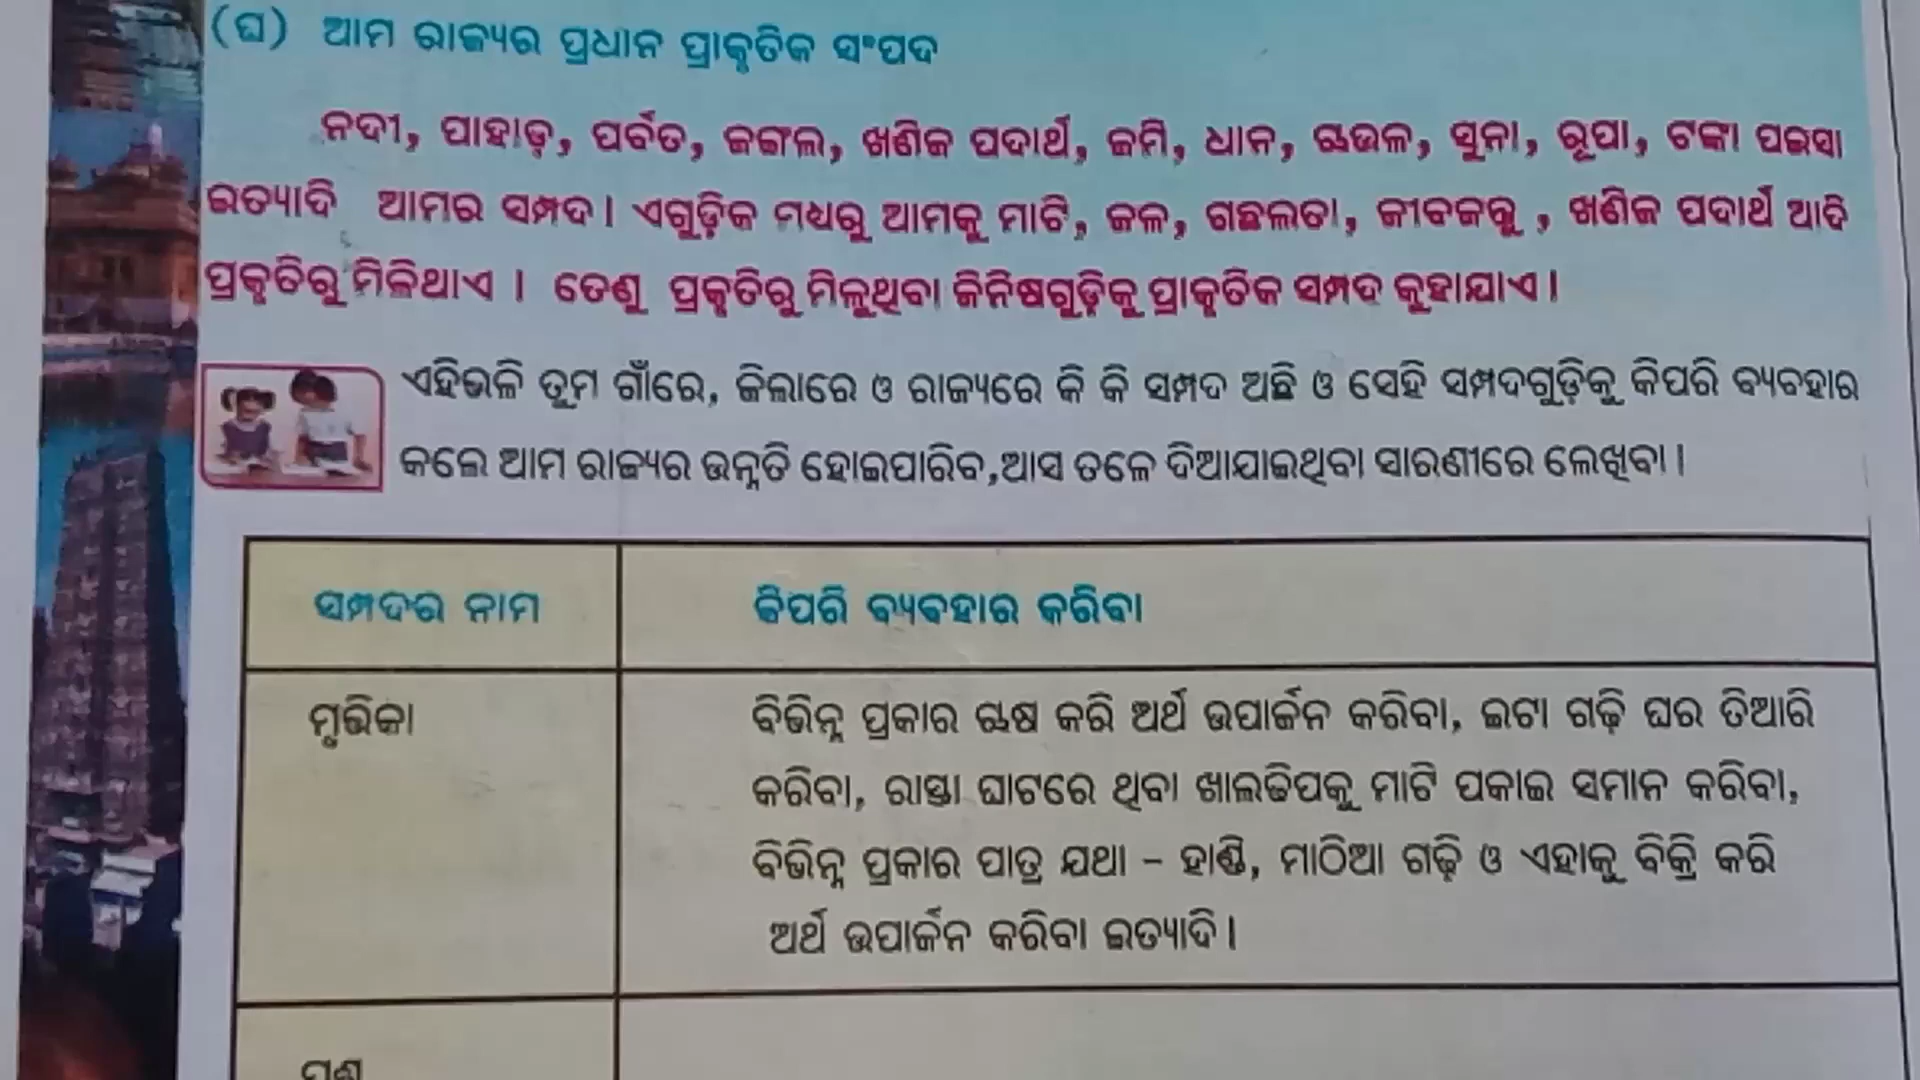 (ଘ) ଆମ ରାଜ୍ୟର ପ୍ରଧାନ ପ୍ରାକୃତିକ ସଂପଦ
ନଦୀ, ପାହାଡ଼, ପର୍ବତ, ଜଙ୍ଗଲ, ଖଣିଜ ପଦାର୍ଥ, ଜମି, ଧାନ, ଚାଉଳ, ସୁନା, ରୂପା, ଟଙ୍କା ପଇସା
ଇତ୍ୟାଦି ଆମର ସମ୍ପଦ। ଏଗୁଡ଼ିକ ମଧ୍ୟରୁ ଆମକୁ ମାଟି, ଜଳ, ଗଛଲତା, ଜୀବଜନ୍ତୁ, ଖଣିଜ ପଦାର୍ଥ ଆଦି
ପ୍ରକୃତିରୁ ମିଳିଥାଏ । ତେଣୁ ପ୍ରକୃତିରୁ ମିଳୁଥିବା ଜିନିଷଗୁଡ଼ିକୁ ପ୍ରାକୃତିକ ସମ୍ପଦ କୁହାଯାଏ।
ଏହିଭଳି ତୁମ ଗାଁରେ, ଜିଲାରେ ଓ ରାଜ୍ୟରେ କି କି ସମ୍ପଦ ଅଛି ଓ ସେହି ସମ୍ପଦଗୁଡ଼ିକୁ କିପରି ବ୍ୟବହାର
କଲେ ଆମ ରାଜ୍ୟର ଉନ୍ନତି ହୋଇପାରିବ,ଆସ ତଳେ ଦିଆଯାଇଥିବା ସାରଣୀରେ ଲେଖିବା।
ସମ୍ପଦର ନାମ କିପରି ବ୍ୟବହାର କରିବା
ମୃତ୍ତିକା ବିଭିନ୍ନ ପ୍ରକାର ଚାଷ କରି ଅର୍ଥ ଉପାର୍ଜନ କରିବା, ଇଟା ଗଢ଼ି ଘର ତିଆରି
କରିବା, ରାସ୍ତା ଘାଟରେ ଥିବା ଖାଲଢିପକୁ ମାଟି ପକାଇ ସମାନ କରିବା,
ବିଭିନ୍ନ ପ୍ରକାର ପାତ୍ର ଯଥା – ହାଣ୍ଡି, ମାଠିଆ ଗଢ଼ି ଓ ଏହାକୁ ବିକ୍ରି କରି
ଅର୍ଥ ଉପାର୍ଜନ କରିବା ଇତ୍ୟାଦି।